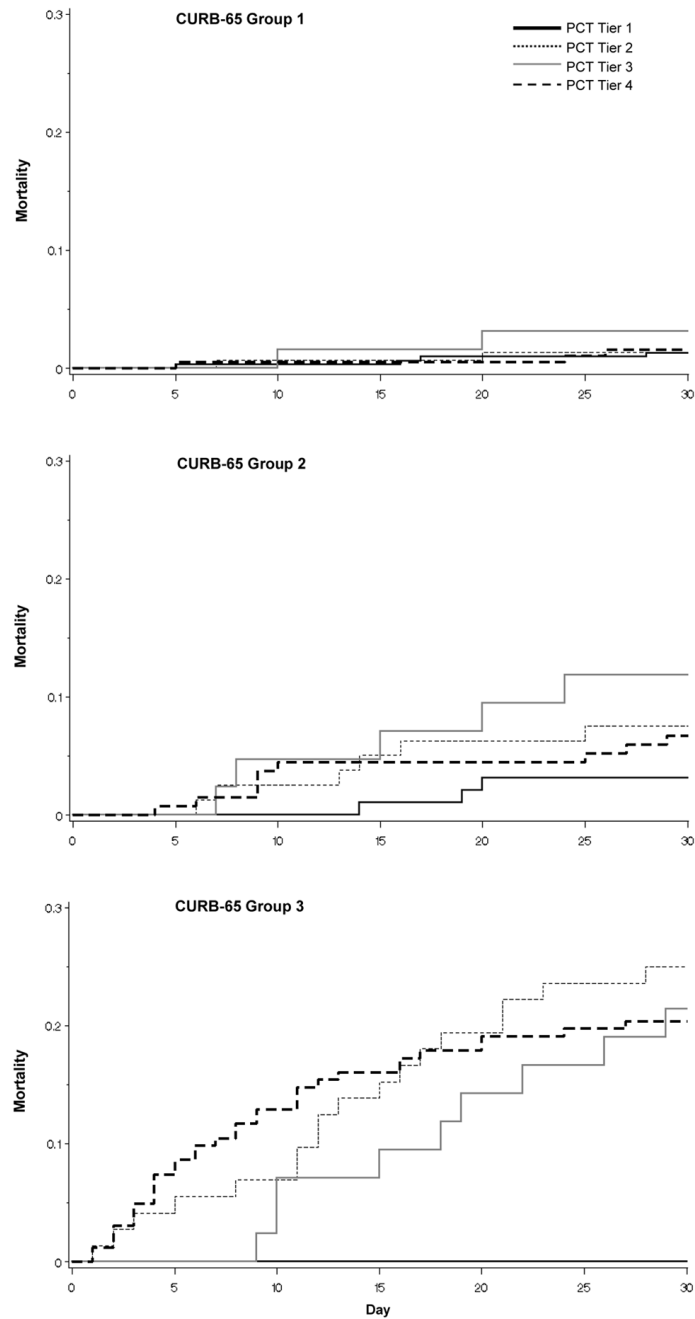 CURB-65 Group 1
PCT Tier 1
PCT Tier 2
PCT Tier 3
PCT Tier 4
Mortality
0.3
0.2
0.1
0
0 5 10 15 20 25 30
CURB-65 Group 2
Mortality
0.3
0.2
0.1
0
0 5 10 15 20 25 30
CURB-65 Group 3
Mortality
0.3
0.2
0.1
0
0 5 10 15 20 25 30
Day